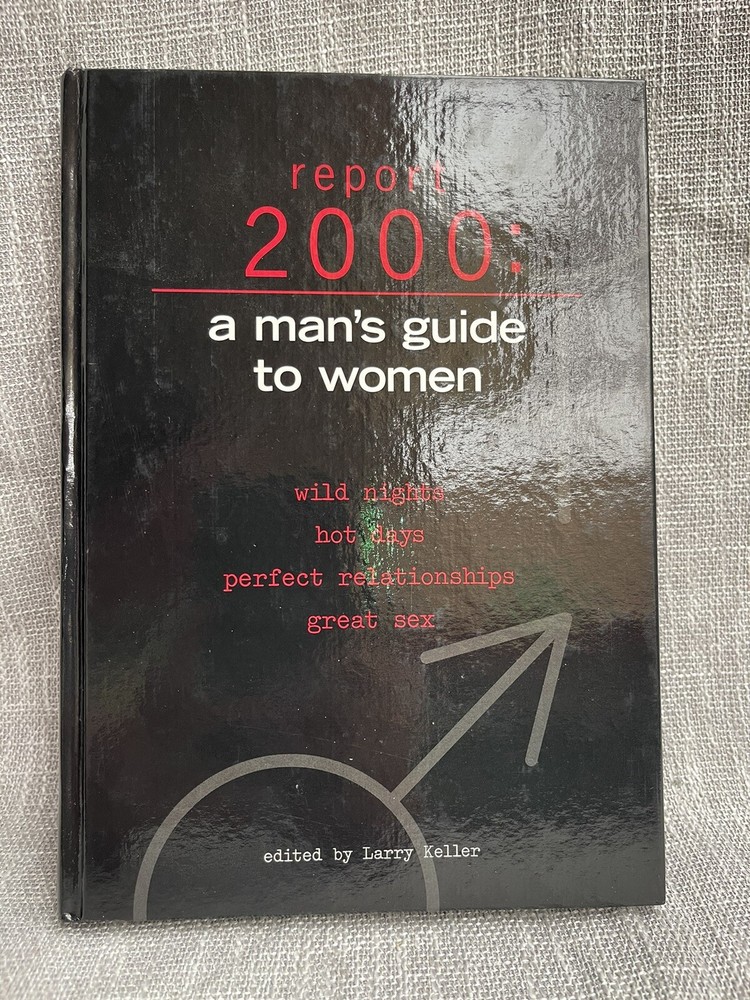 report
2000:
a man's guide
to women
wild nights
hot days
perfect relationships
great sex
edited by Larry Keller